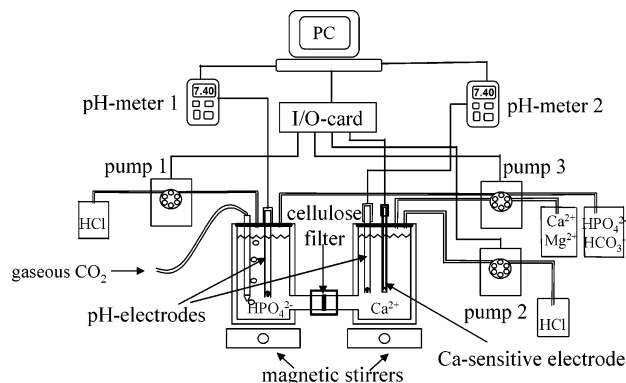 PC
7.40
7.40
pH-meter 1
pH-meter 2
I/O-card
pump 1
pump 3
HCl
cellulose
filter
Ca²⁺
Mg²⁺
HPO₄²⁻
HCO₃⁻
gaseous CO₂
pH-electrodes
HPO₄²⁻
Ca²⁺
pump 2
HCl
Ca-sensitive electrode
magnetic stirrers